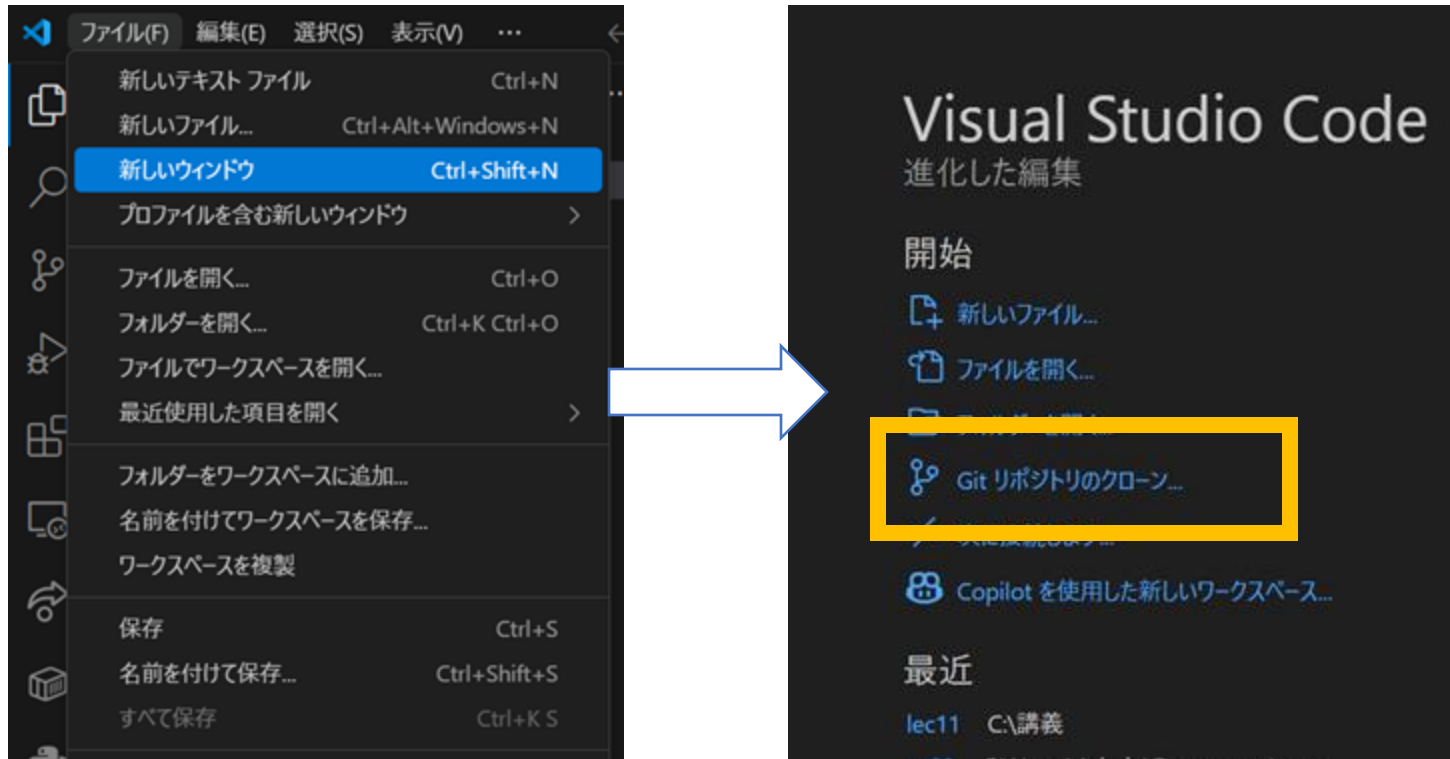 ファイル(F) 編集(E) 選択(S) 表示(V) …
新しいテキスト ファイル Ctrl+N
新しいファイル... Ctrl+Alt+Windows+N
新しいウィンドウ Ctrl+Shift+N
プロファイルを含む新しいウィンドウ
ファイルを開く... Ctrl+O
フォルダーを開く... Ctrl+K Ctrl+O
ファイルでワークスペースを開く...
最近使用した項目を開く
フォルダーをワークスペースに追加...
名前を付けてワークスペースを保存...
ワークスペースを複製
保存 Ctrl+S
名前を付けて保存... Ctrl+Shift+S
すべて保存 Ctrl+K S
Visual Studio Code
進化した編集
開始
新しいファイル...
ファイルを開く...
Git リポジトリのクローン...
Copilot を使用した新しいワークスペース...
最近
lec11 C:\講義